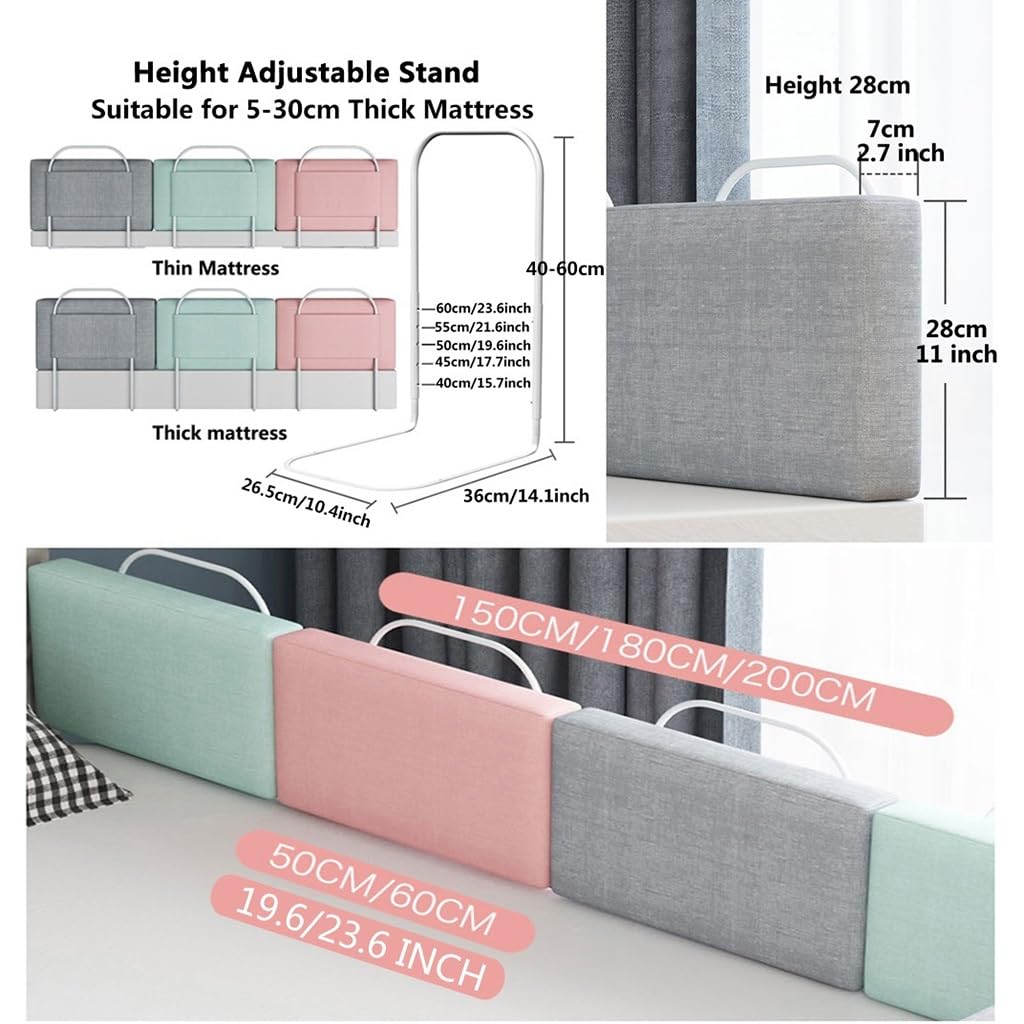 Height Adjustable Stand
Suitable for 5-30cm Thick Mattress
Thin Mattress
Thick mattress
40-60cm
60cm/23.6inch
55cm/21.6inch
50cm/19.6inch
45cm/17.7inch
40cm/15.7inch
26.5cm/10.4inch
36cm/14.1inch
Height 28cm
7cm
2.7 inch
28cm
11 inch
150CM/180CM/200CM
50CM/60CM
19.6/23.6 INCH